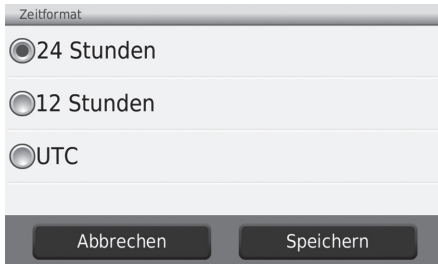 Zeitformat
24 Stunden
12 Stunden
UTC
Abbrechen Speichern